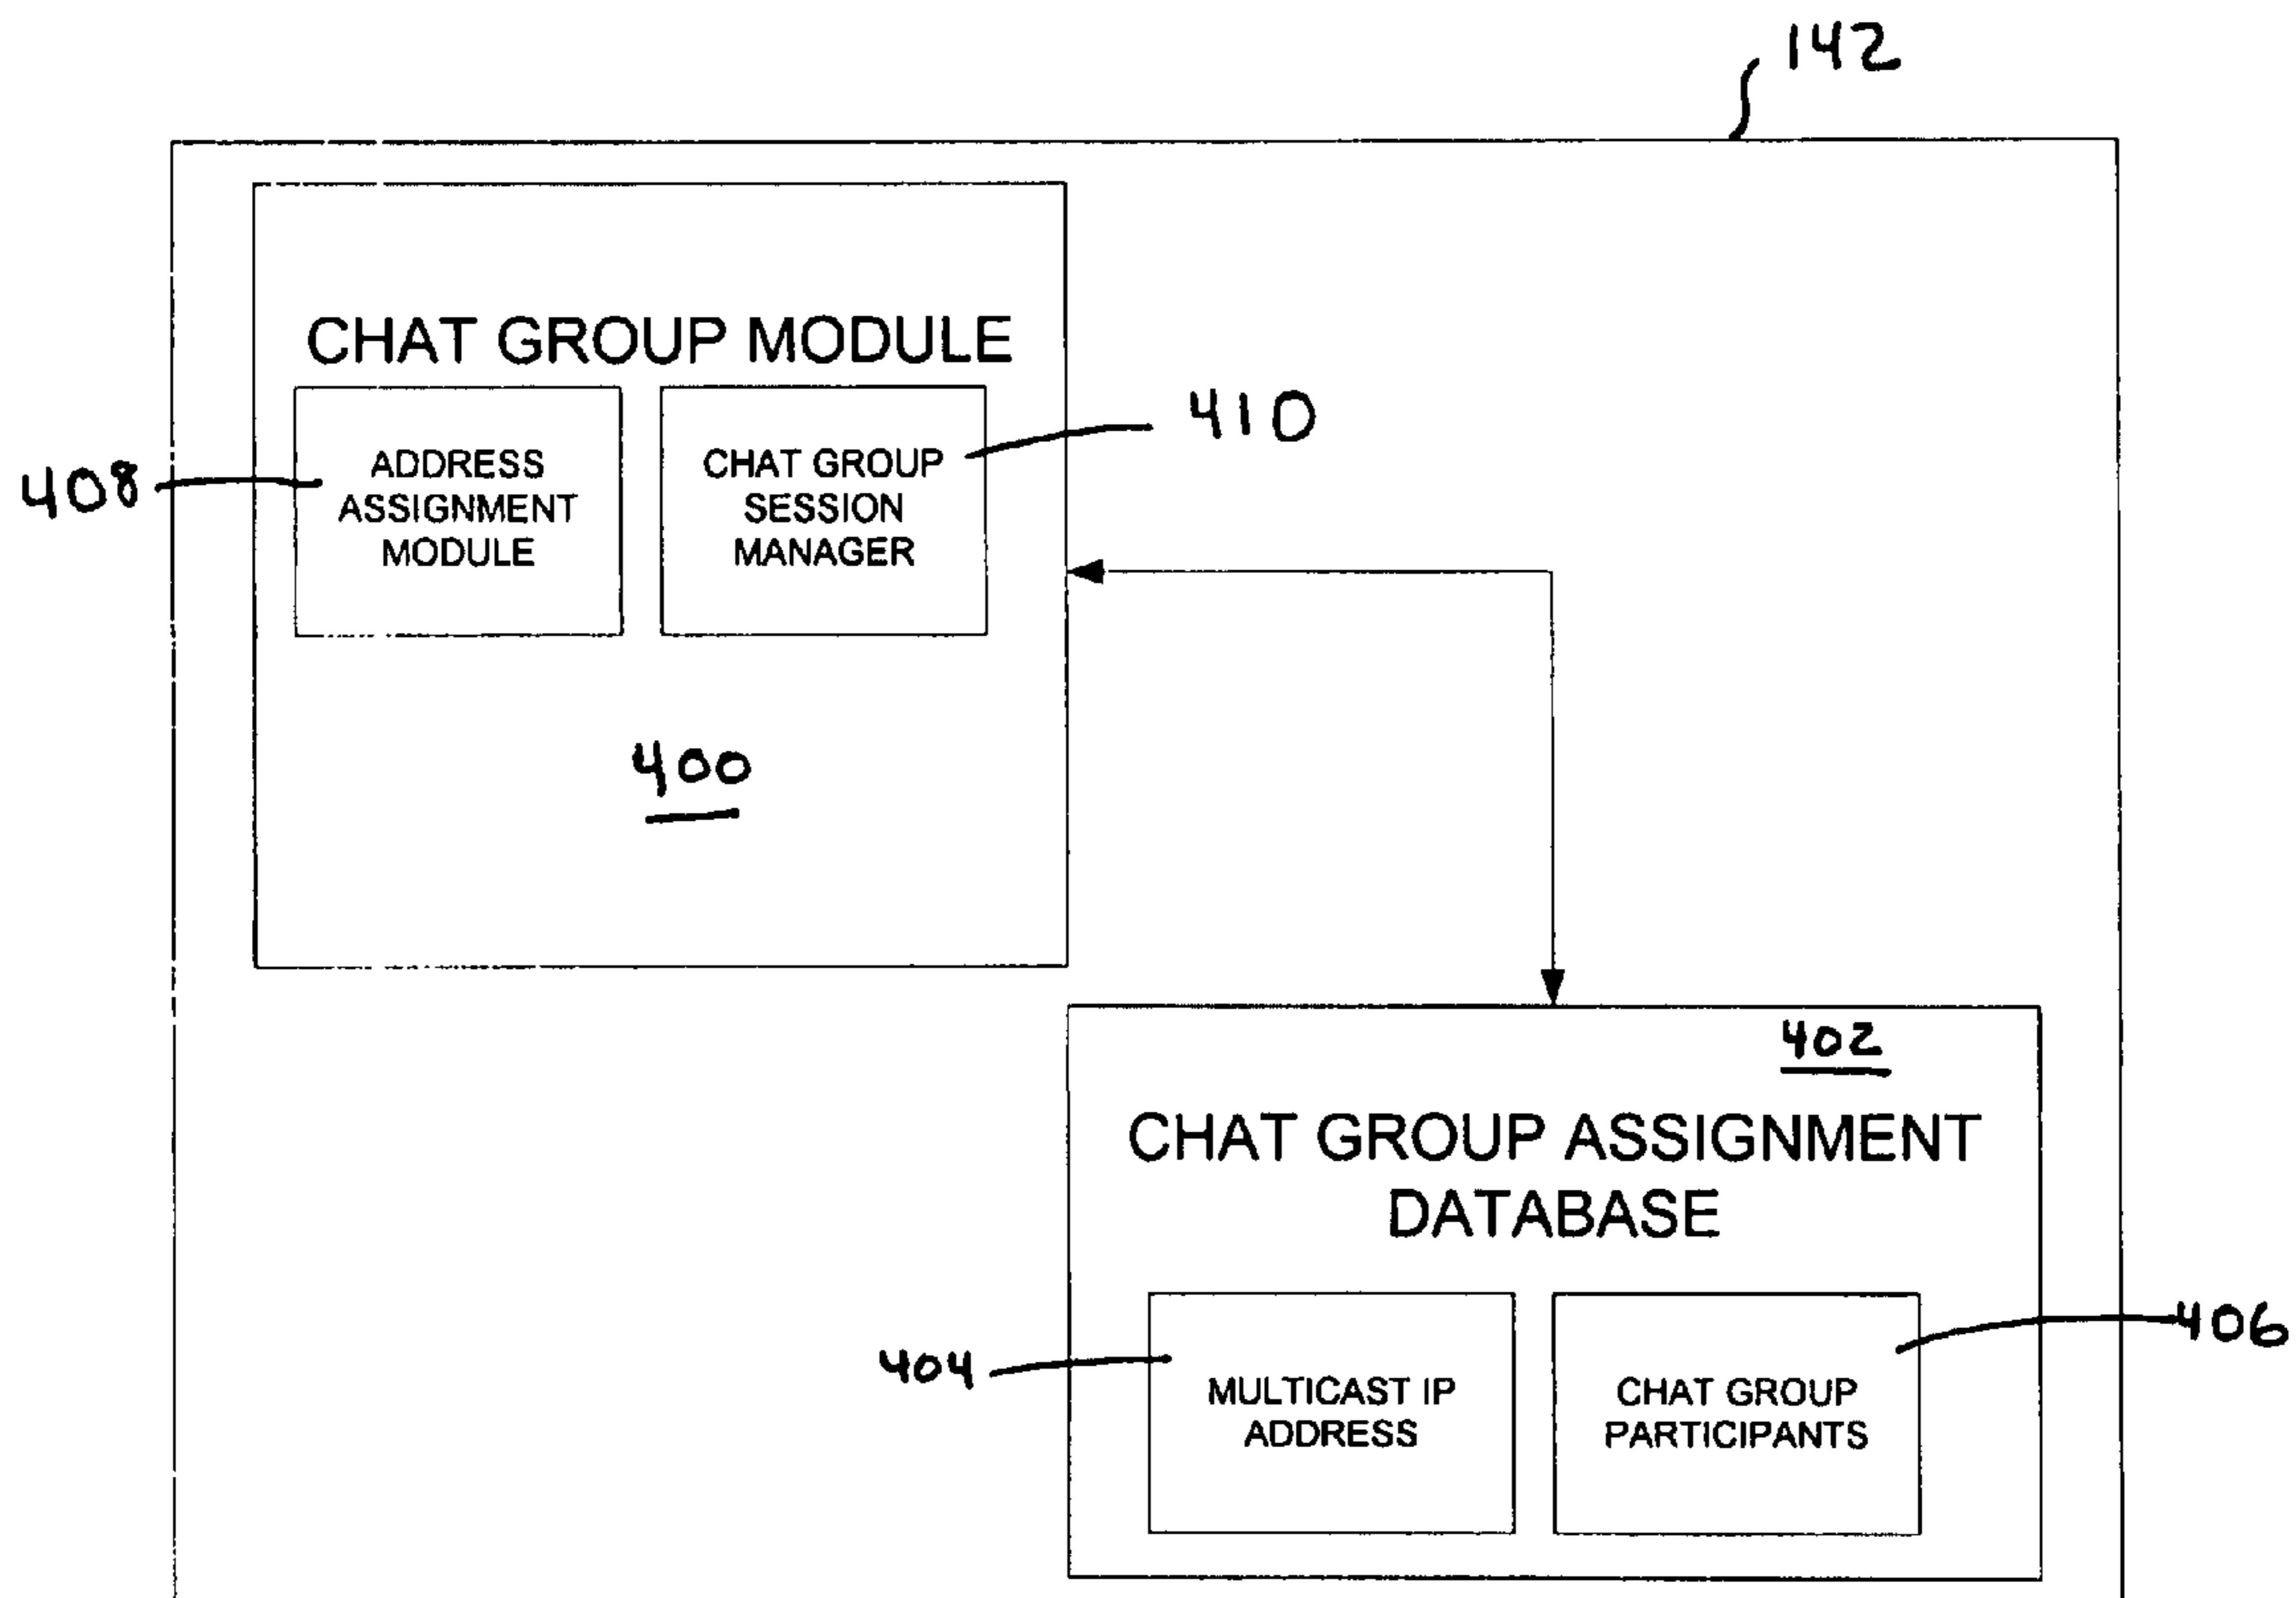 142
CHAT GROUP MODULE
408
ADDRESS
ASSIGNMENT
MODULE
CHAT GROUP
SESSION
MANAGER
410
400
402
CHAT GROUP ASSIGNMENT
DATABASE
404
MULTICAST IP
ADDRESS
CHAT GROUP
PARTICIPANTS
406